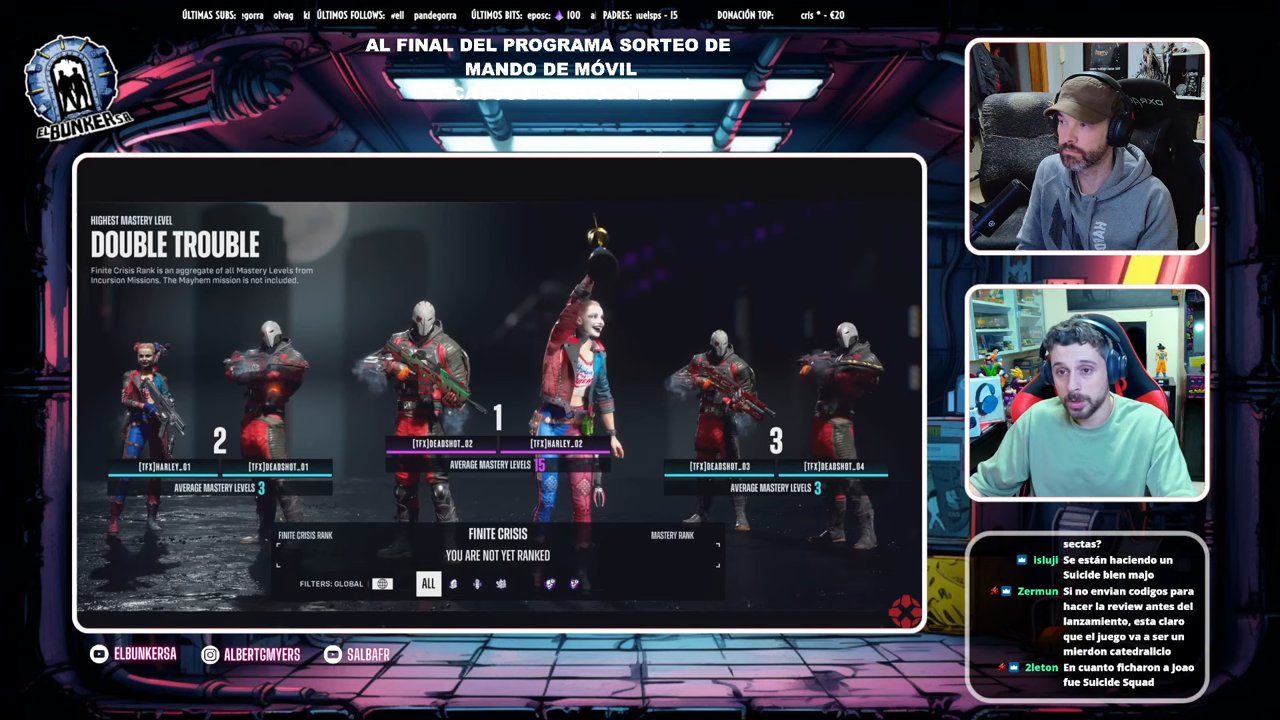 ÚLTIMAS SUBS: gorra olvag ÚLTIMOS FOLLOWS: well pandegorra ÚLTIMOS BITS: eposc: 100 PADRES: uelsps - 15 DONACIÓN TOP: cris * - €20
AL FINAL DEL PROGRAMA SORTEO DE
MANDO DE MÓVIL
EL BUNKER S.A.
HIGHEST MASTERY LEVEL
DOUBLE TROUBLE
Finite Crisis Rank is an aggregate of all Mastery Levels from
Incursion Missions. The Mayhem mission is not included.
2
[TFX]HARLEY_01 [TFX]DEADSHOT_01
AVERAGE MASTERY LEVELS 3
1
[TFX]DEADSHOT_02 [TFX]HARLEY_02
AVERAGE MASTERY LEVELS 15
3
[TFX]DEADSHOT_03 [TFX]DEADSHOT_04
AVERAGE MASTERY LEVELS 3
FINITE CRISIS RANK FINITE CRISIS MASTERY RANK
YOU ARE NOT YET RANKED
FILTERS: GLOBAL ALL
ELBUNKERSA ALBERTGMYERS SALBAFR
sectas?
isluji Se están haciendo un
Suicide bien majo
Zermun Si no envian codigos para
hacer la review antes del
lanzamiento, esta claro
que el juego va a ser un
mierdon catedralicio
2leton En cuanto ficharon a Joao
fue Suicide Squad